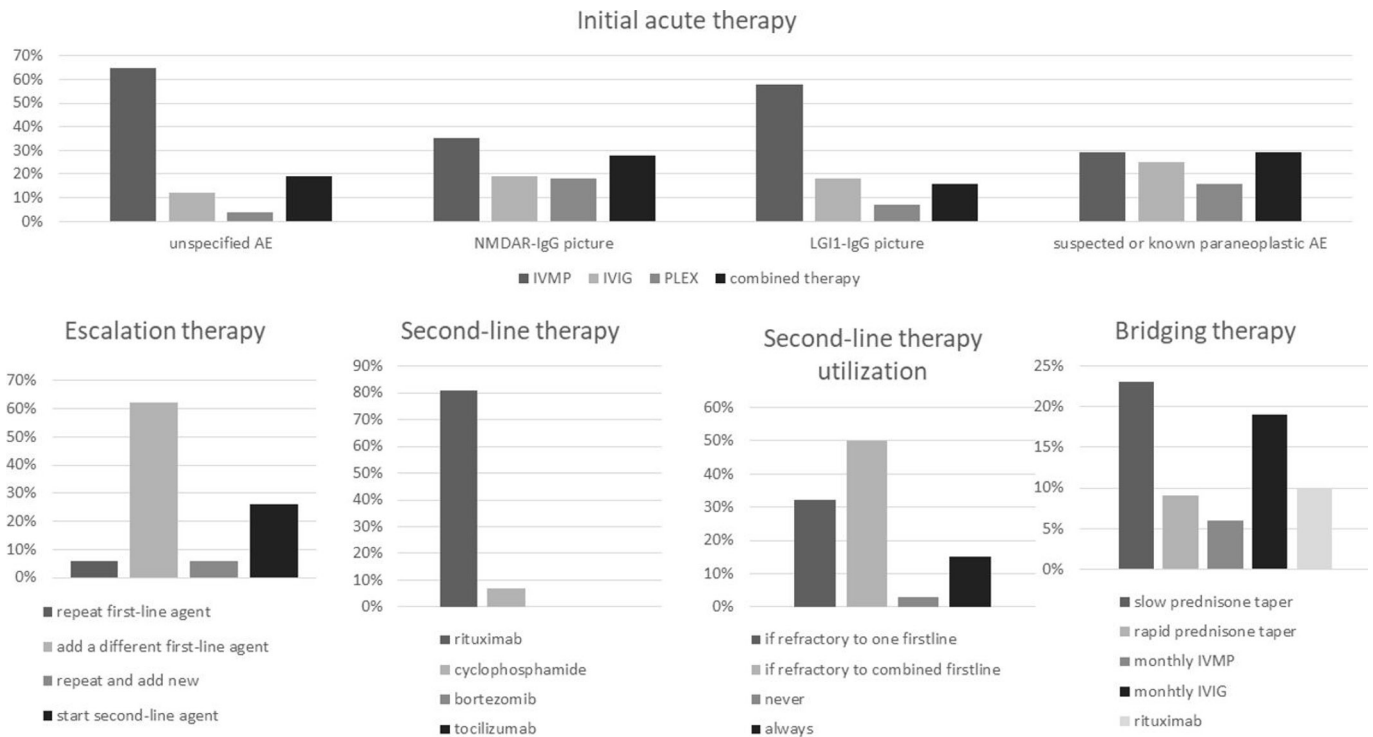 Initial acute therapy
70%
60%
50%
40%
30%
20%
10%
0%
unspecified AE
NMDAR-IgG picture
LGI1-IgG picture
suspected or known paraneoplastic AE
IVMP IVIG PLEX combined therapy
Escalation therapy
70%
60%
50%
40%
30%
20%
10%
0%
repeat first-line agent
add a different first-line agent
repeat and add new
start second-line agent
Second-line therapy
90%
80%
70%
60%
50%
40%
30%
20%
10%
0%
rituximab
cyclophosphamide
bortezomib
tocilizumab
Second-line therapy
utilization
60%
50%
40%
30%
20%
10%
0%
if refractory to one firstline
if refractory to combined firstline
never
always
Bridging therapy
25%
20%
15%
10%
5%
0%
slow prednisone taper
rapid prednisone taper
monthly IVMP
monhtly IVIG
rituximab